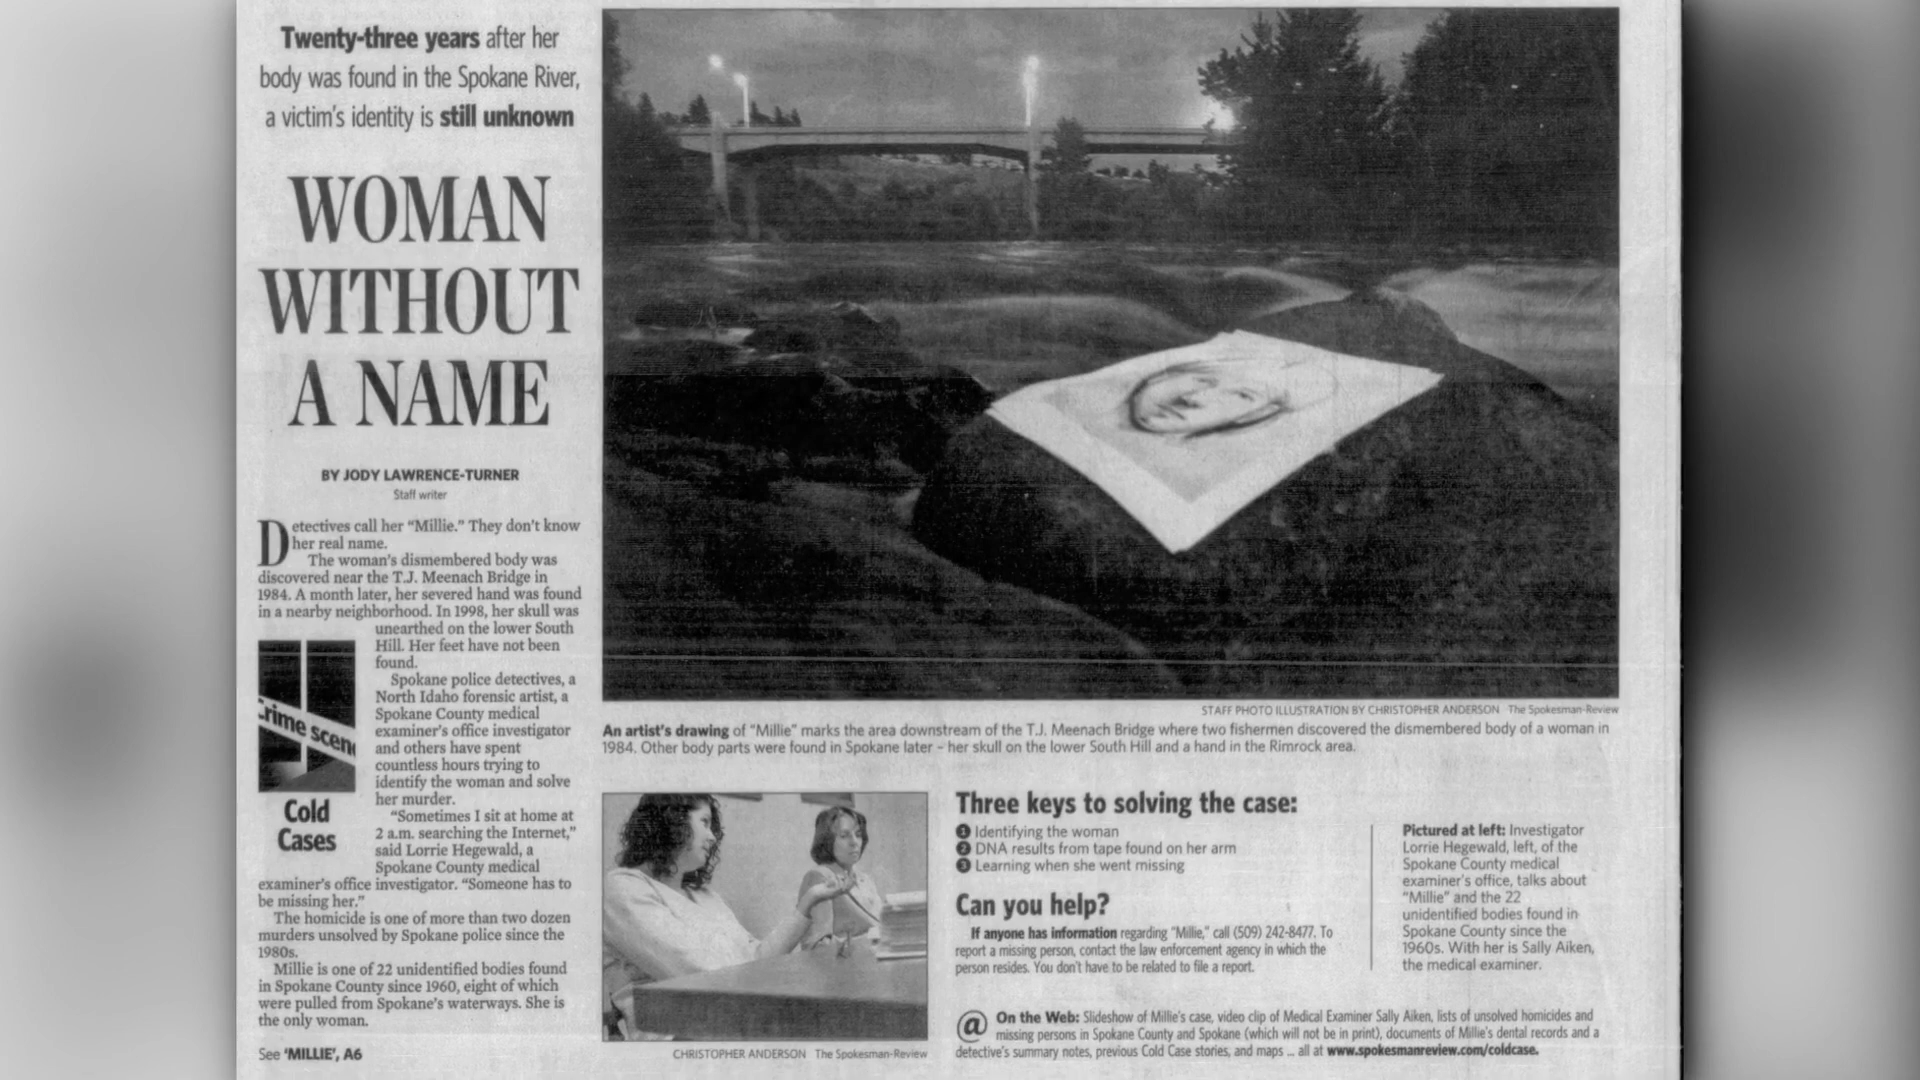 Twenty-three years after her
body was found in the Spokane River,
a victim's identity is still unknown
WOMAN
WITHOUT
A NAME
BY JODY LAWRENCE-TURNER
Staff writer
Detectives call her “Millie.” They don't know
her real name.
The woman's dismembered body was
discovered near the T.J. Meenach Bridge in
1984. A month later, her severed hand was found
in a nearby neighborhood. In 1998, her skull was
unearthed on the lower South
Hill. Her feet have not been
found.
Spokane police detectives, a
North Idaho forensic artist, a
Spokane County medical
examiner's office investigator
and others have spent
countless hours trying to
identify the woman and solve
her murder.
“Sometimes I sit at home at
2 a.m. searching the Internet,”
said Lorrie Hegewald, a
Spokane County medical
examiner's office investigator. “Someone has to
be missing her.”
The homicide is one of more than two dozen
murders unsolved by Spokane police since the
1980s.
Millie is one of 22 unidentified bodies found
in Spokane County since 1960, eight of which
were pulled from Spokane's waterways. She is
the only woman.
See ‘MILLIE’, A6
Crime scen
Cold
Cases
STAFF PHOTO ILLUSTRATION BY CHRISTOPHER ANDERSON The Spokesman-Review
An artist's drawing of “Millie” marks the area downstream of the T.J. Meenach Bridge where two fishermen discovered the dismembered body of a woman in
1984. Other body parts were found in Spokane later – her skull on the lower South Hill and a hand in the Rimrock area.
CHRISTOPHER ANDERSON The Spokesman-Review
Three keys to solving the case:
1 Identifying the woman
2 DNA results from tape found on her arm
3 Learning when she went missing
Can you help?
If anyone has information regarding “Millie,” call (509) 242-8477. To
report a missing person, contact the law enforcement agency in which the
person resides. You don't have to be related to file a report.
Pictured at left: Investigator
Lorrie Hegewald, left, of the
Spokane County medical
examiner's office, talks about
“Millie” and the 22
unidentified bodies found in
Spokane County since the
1960s. With her is Sally Aiken,
the medical examiner.
@ On the Web: Slideshow of Millie's case, video clip of Medical Examiner Sally Aiken, lists of unsolved homicides and
missing persons in Spokane County and Spokane (which will not be in print), documents of Millie's dental records and a
detective's summary notes, previous Cold Case stories, and maps ... all at www.spokesmanreview.com/coldcase.